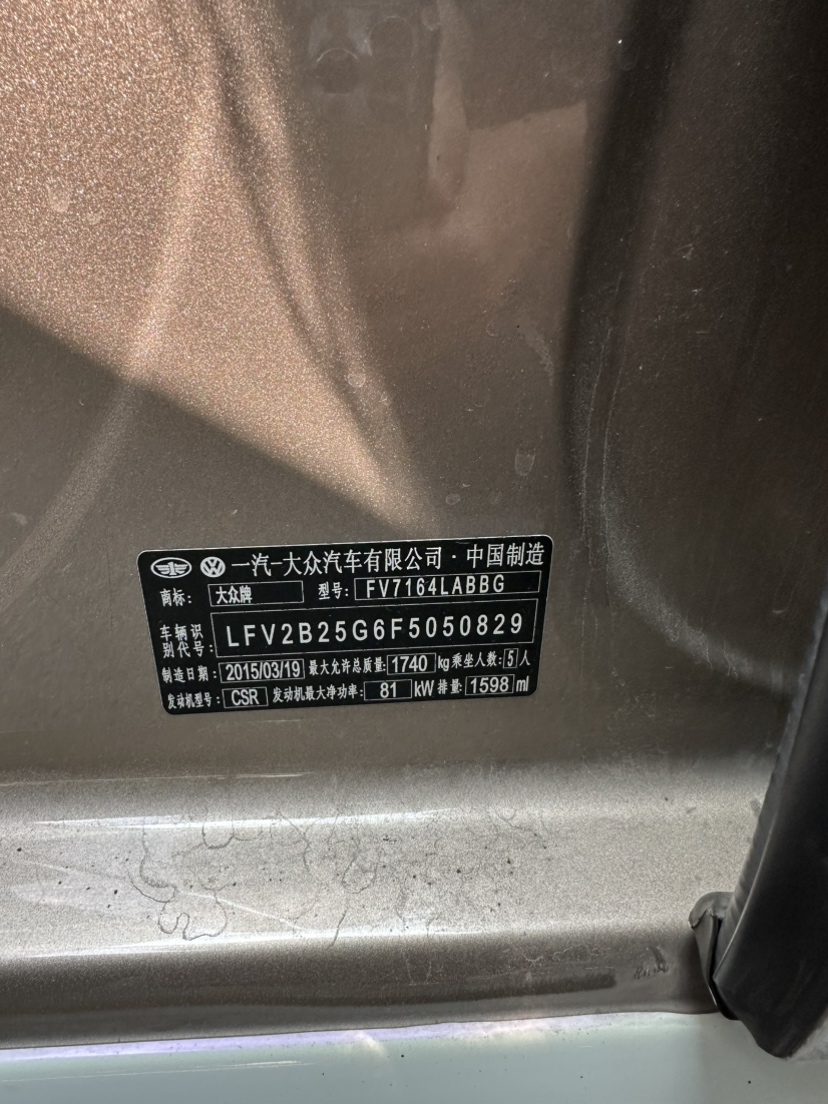 一汽-大众汽车有限公司·中国制造
商标: 大众牌 型号: FV7164LABBG
车辆识别代号: LFV2B25G6F5050829
制造日期: 2015/03/19 最大允许总质量: 1740 kg 乘坐人数: 5 人
发动机型号: CSR 发动机最大净功率: 81 kW 排量: 1598 ml